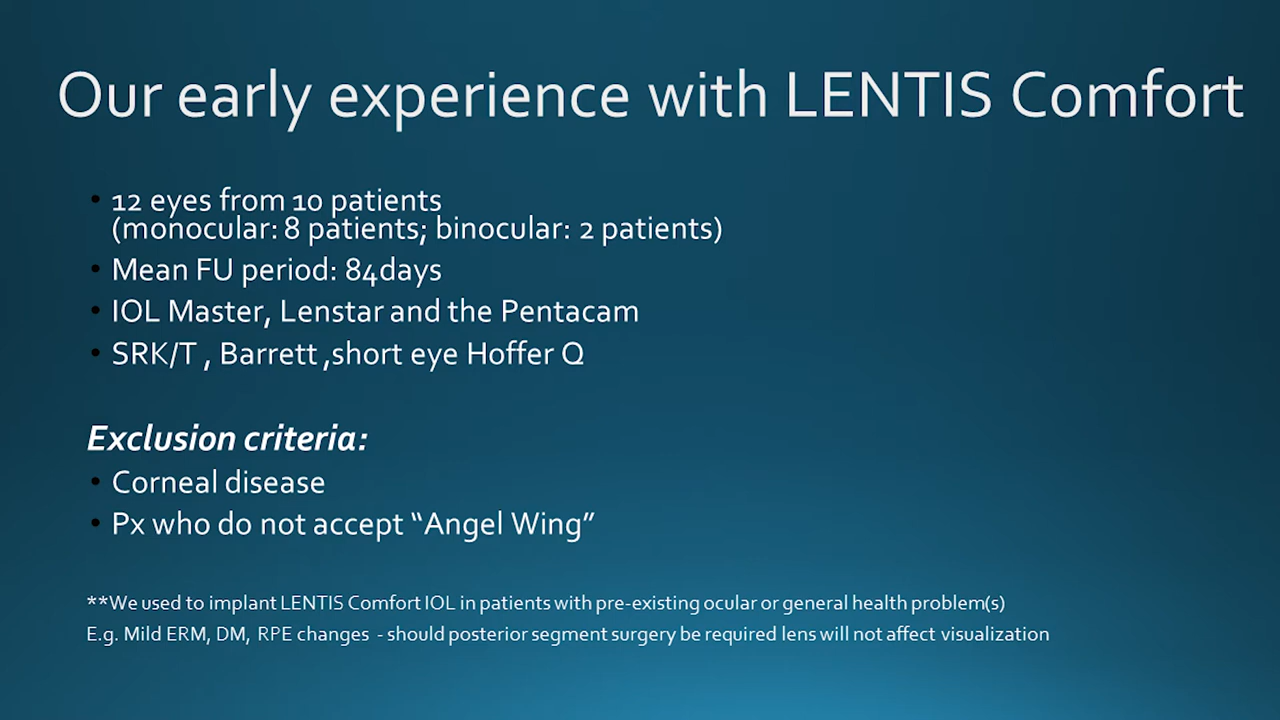 Our early experience with LENTIS Comfort
• 12 eyes from 10 patients
(monocular: 8 patients; binocular: 2 patients)
• Mean FU period: 84days
• IOL Master, Lenstar and the Pentacam
• SRK/T , Barrett ,short eye Hoffer Q
Exclusion criteria:
• Corneal disease
• Px who do not accept “Angel Wing”
**We used to implant LENTIS Comfort IOL in patients with pre-existing ocular or general health problem(s)
E.g. Mild ERM, DM, RPE changes - should posterior segment surgery be required lens will not affect visualization